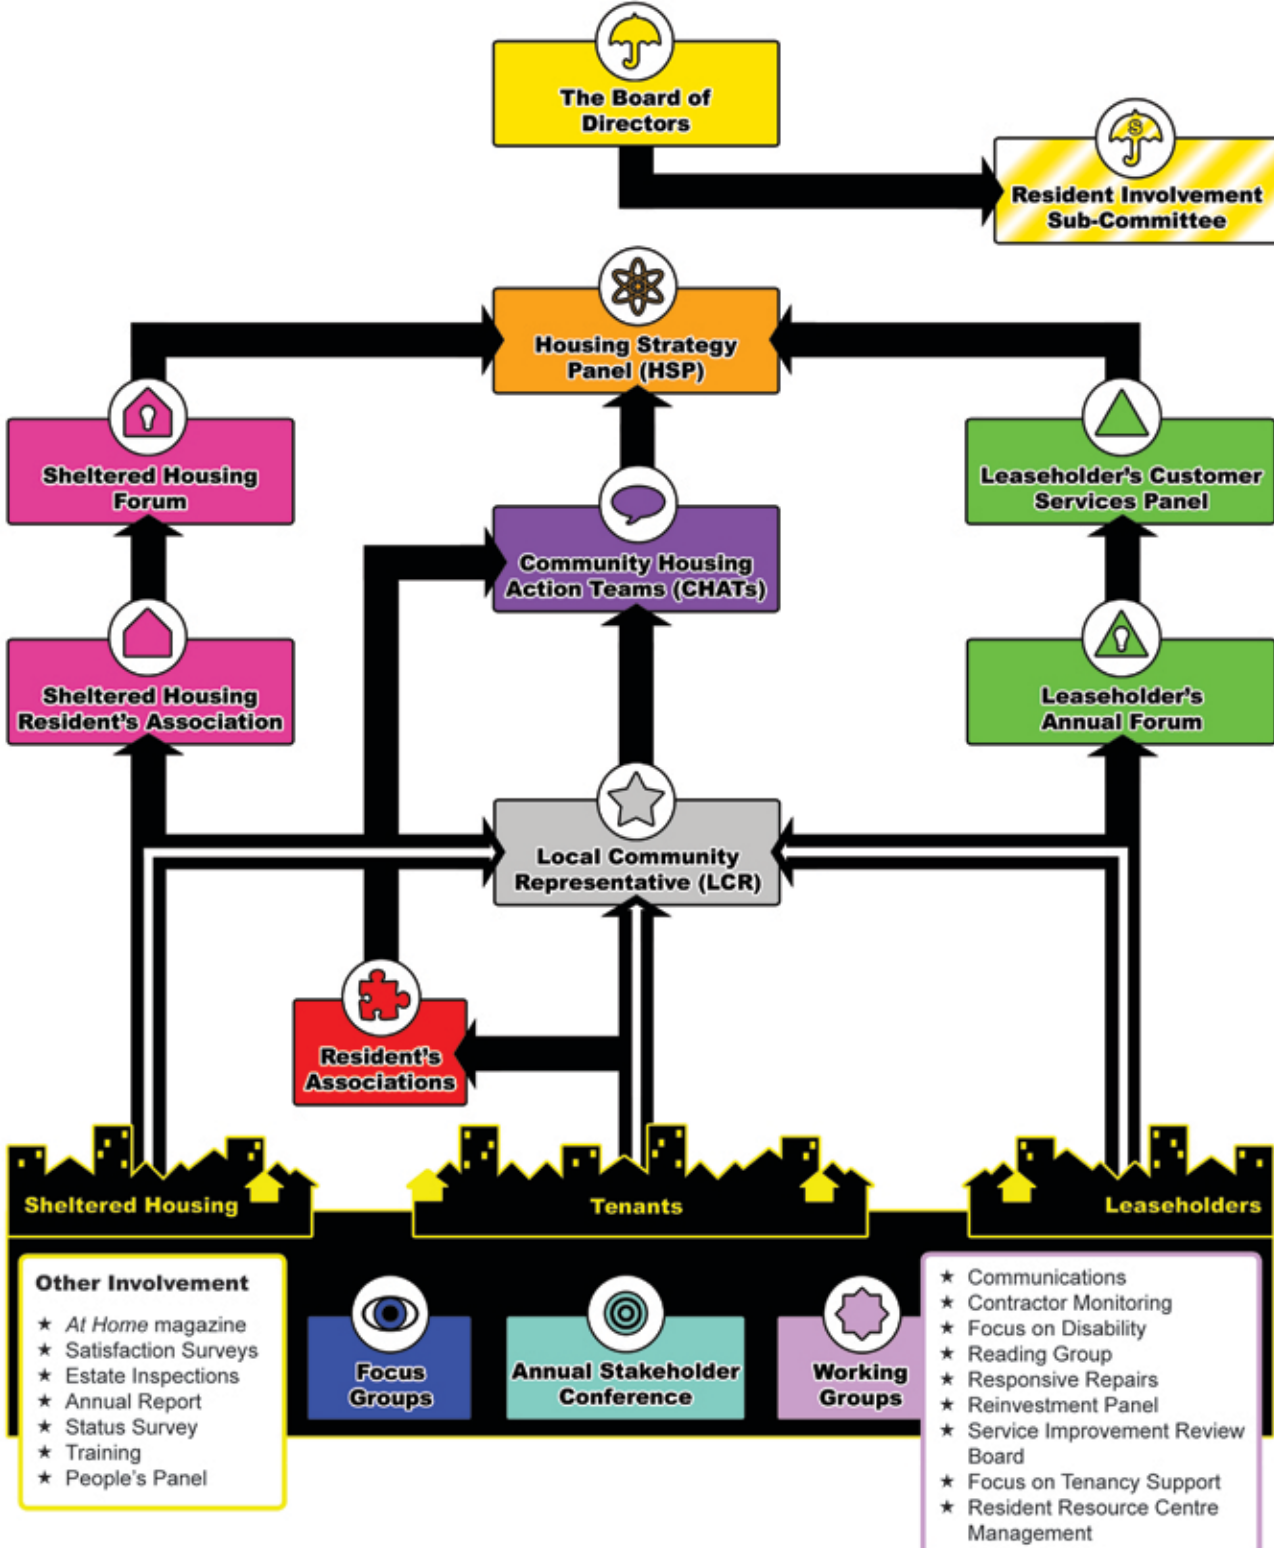 The Board of
Directors
S
Resident Involvement
Sub-Committee
Housing Strategy
Panel (HSP)
Sheltered Housing
Forum
Leaseholder's Customer
Services Panel
Community Housing
Action Teams (CHATs)
Sheltered Housing
Resident's Association
Leaseholder's
Annual Forum
Local Community
Representative (LCR)
Resident's
Associations
Sheltered Housing
Tenants
Leaseholders
Other Involvement
★ At Home magazine
★ Satisfaction Surveys
★ Estate Inspections
★ Annual Report
★ Status Survey
★ Training
★ People's Panel
Focus
Groups
Annual Stakeholder
Conference
Working
Groups
★ Communications
★ Contractor Monitoring
★ Focus on Disability
★ Reading Group
★ Responsive Repairs
★ Reinvestment Panel
★ Service Improvement Review
Board
★ Focus on Tenancy Support
★ Resident Resource Centre
Management